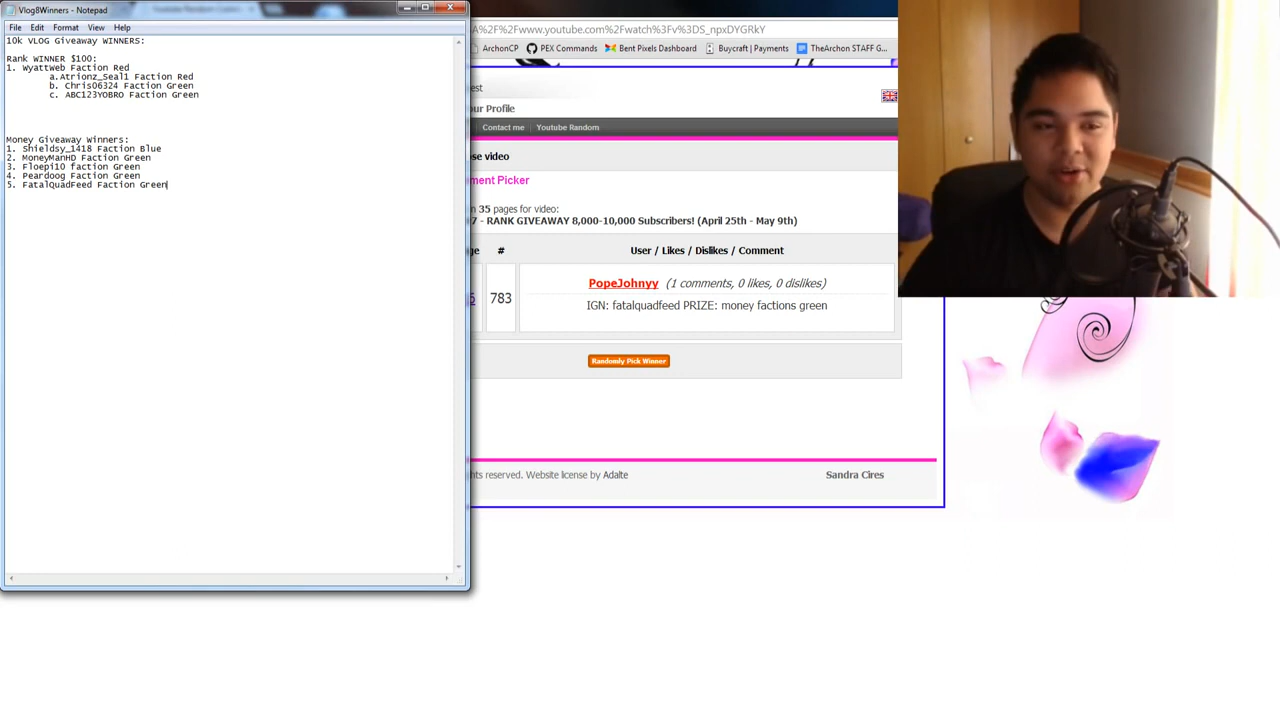 Vlog8Winners - Notepad
File Edit Format View Help
10k VLOG Giveaway WINNERS:
Rank WINNER $100:
1. WyattWeb Faction Red
a.Atrionz_Seal1 Faction Red
b. Chris06324 Faction Green
c. ABC123YOBRO Faction Green
Money Giveaway Winners:
1. Shieldsy_1418 Faction Blue
2. MoneyManHD Faction Green
3. Floepi10 faction Green
4. Peardoog Faction Green
5. FatalQuadFeed Faction Green
A%2F%2Fwww.youtube.com%2Fwatch%3Fv%3DS_npxDYGRkY
ArchonCP PEX Commands Bent Pixels Dashboard Buycraft | Payments TheArchon STAFF G...
est
our Profile
Contact me Youtube Random
ose video
ment Picker
n 35 pages for video:
7 - RANK GIVEAWAY 8,000-10,000 Subscribers! (April 25th - May 9th)
ge # User / Likes / Dislikes / Comment
6 783 PopeJohnyy (1 comments, 0 likes, 0 dislikes)
IGN: fatalquadfeed PRIZE: money factions green
Randomly Pick Winner
hts reserved. Website license by Adalte Sandra Cires